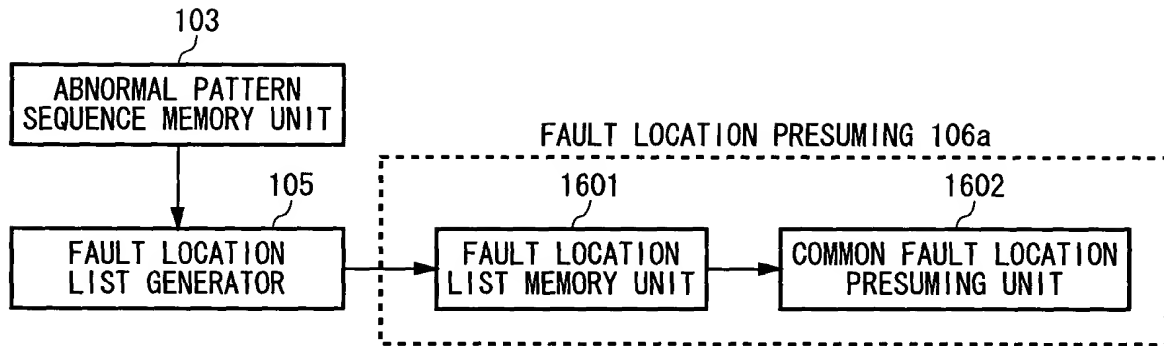 103
ABNORMAL PATTERN
SEQUENCE MEMORY UNIT
FAULT LOCATION PRESUMING 106a
105
FAULT LOCATION
LIST GENERATOR
1601
FAULT LOCATION
LIST MEMORY UNIT
1602
COMMON FAULT LOCATION
PRESUMING UNIT